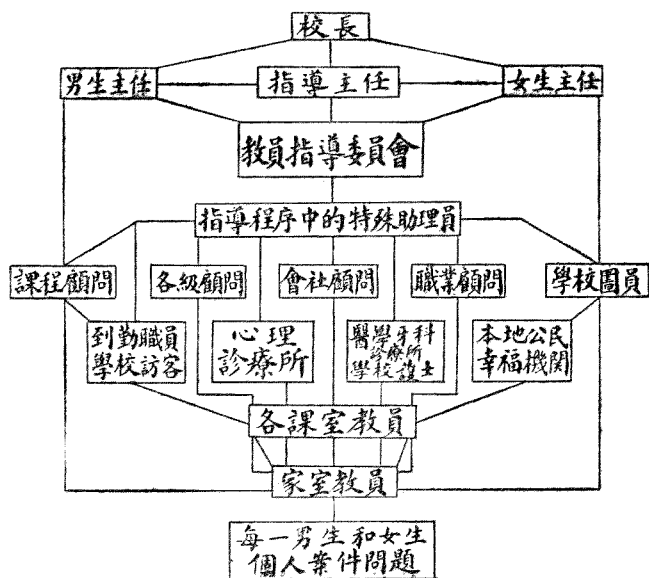 校長
男生主任
指導主任
女生主任
教員指導委員會
指導程序中的特殊助理員
課程顧問
各級顧問
會社顧問
職業顧問
學校圕員
到勤職員
學校訪客
心理
診療所
醫學牙科
診療所
學校護士
本地公民
幸福機関
各課室教員
家室教員
每一男生和女生
個人案件問題